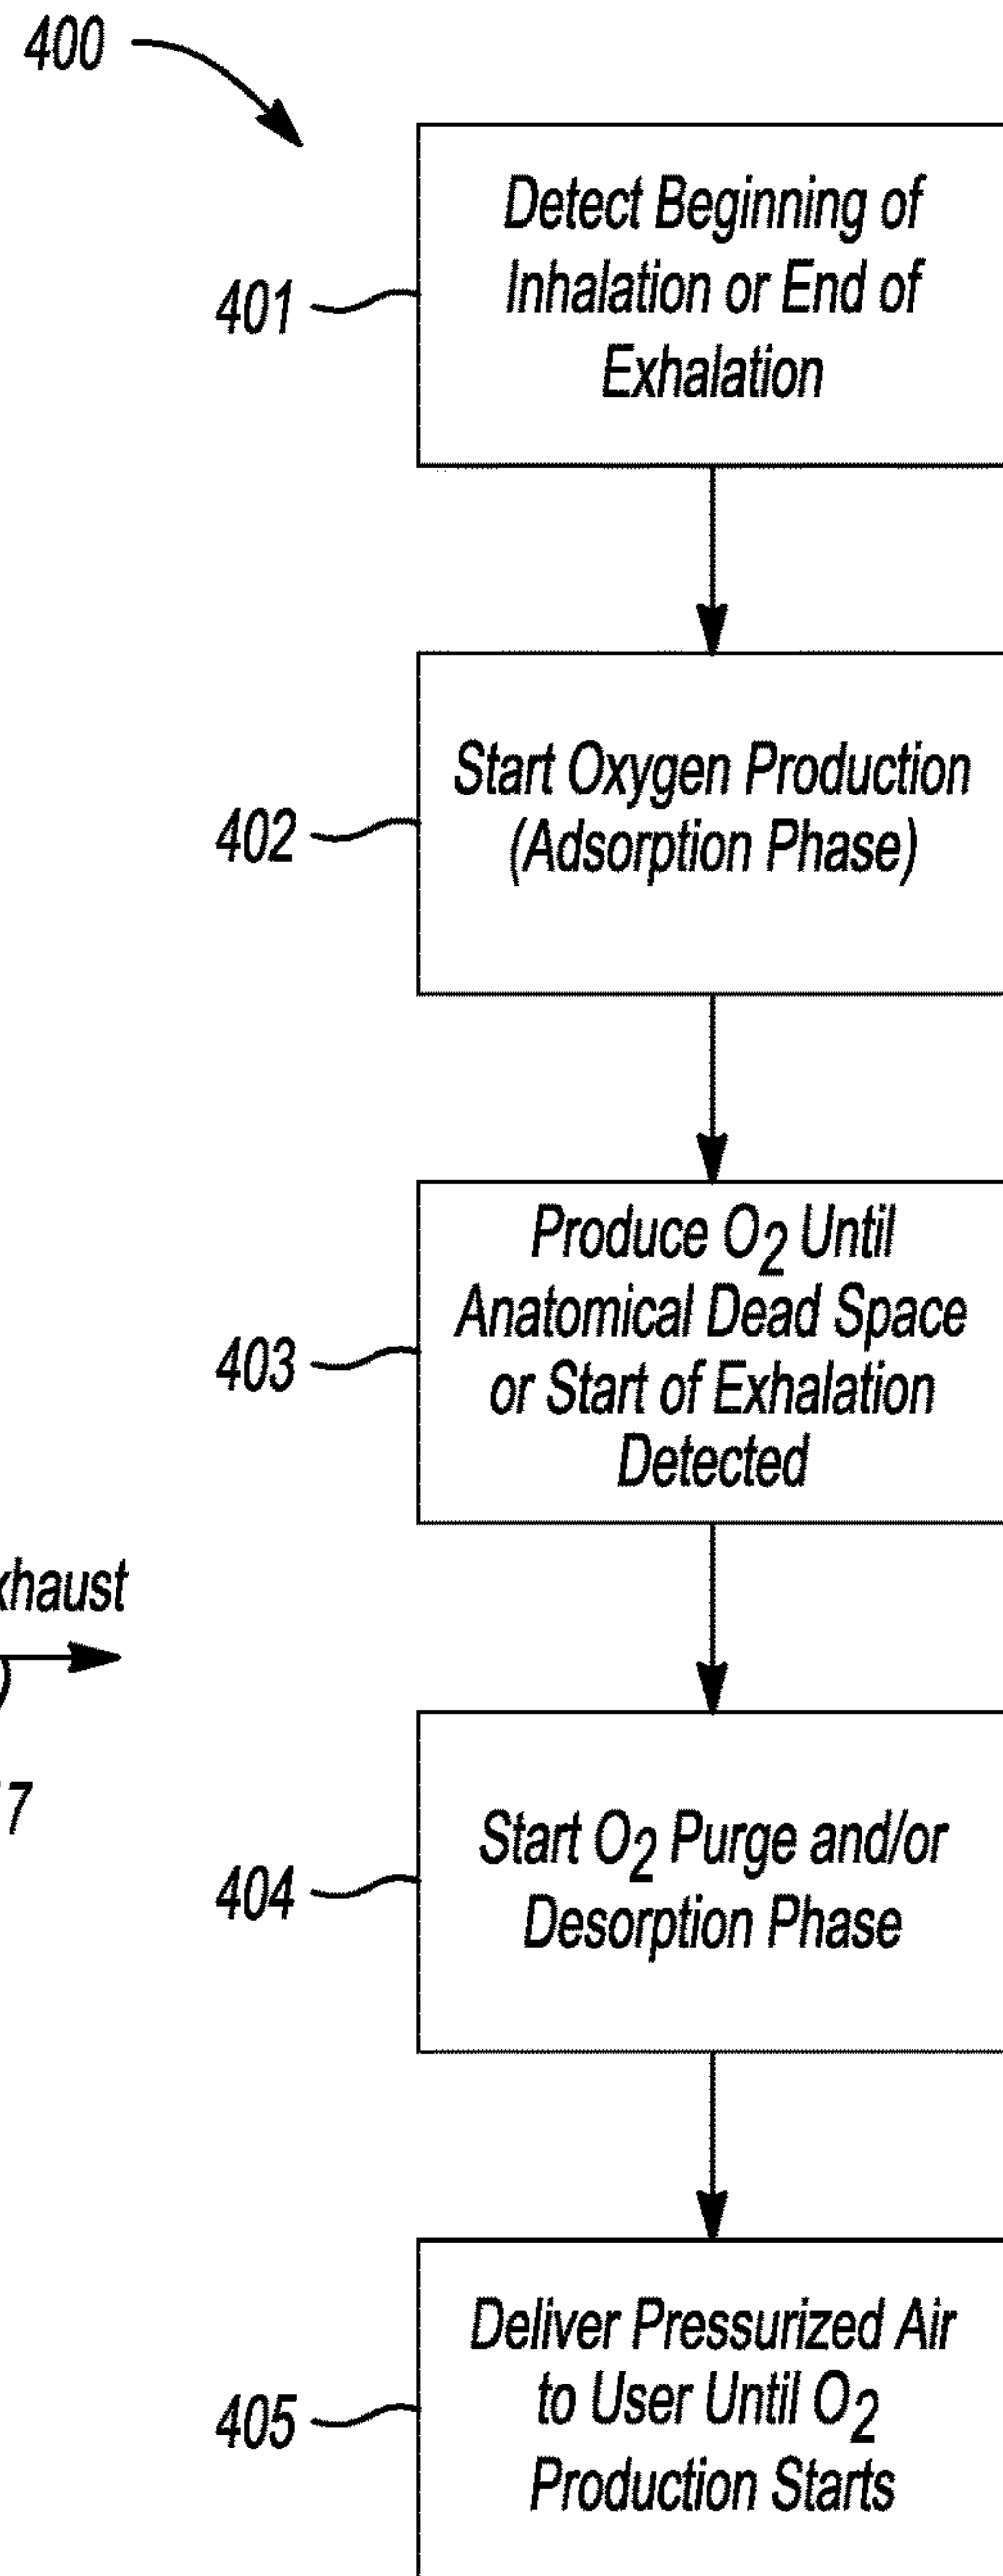 400
401
Detect Beginning of
Inhalation or End of
Exhalation
402
Start Oxygen Production
(Adsorption Phase)
403
Produce O2 Until
Anatomical Dead Space
or Start of Exhalation
Detected
xhaust
7
404
Start O2 Purge and/or
Desorption Phase
405
Deliver Pressurized Air
to User Until O2
Production Starts